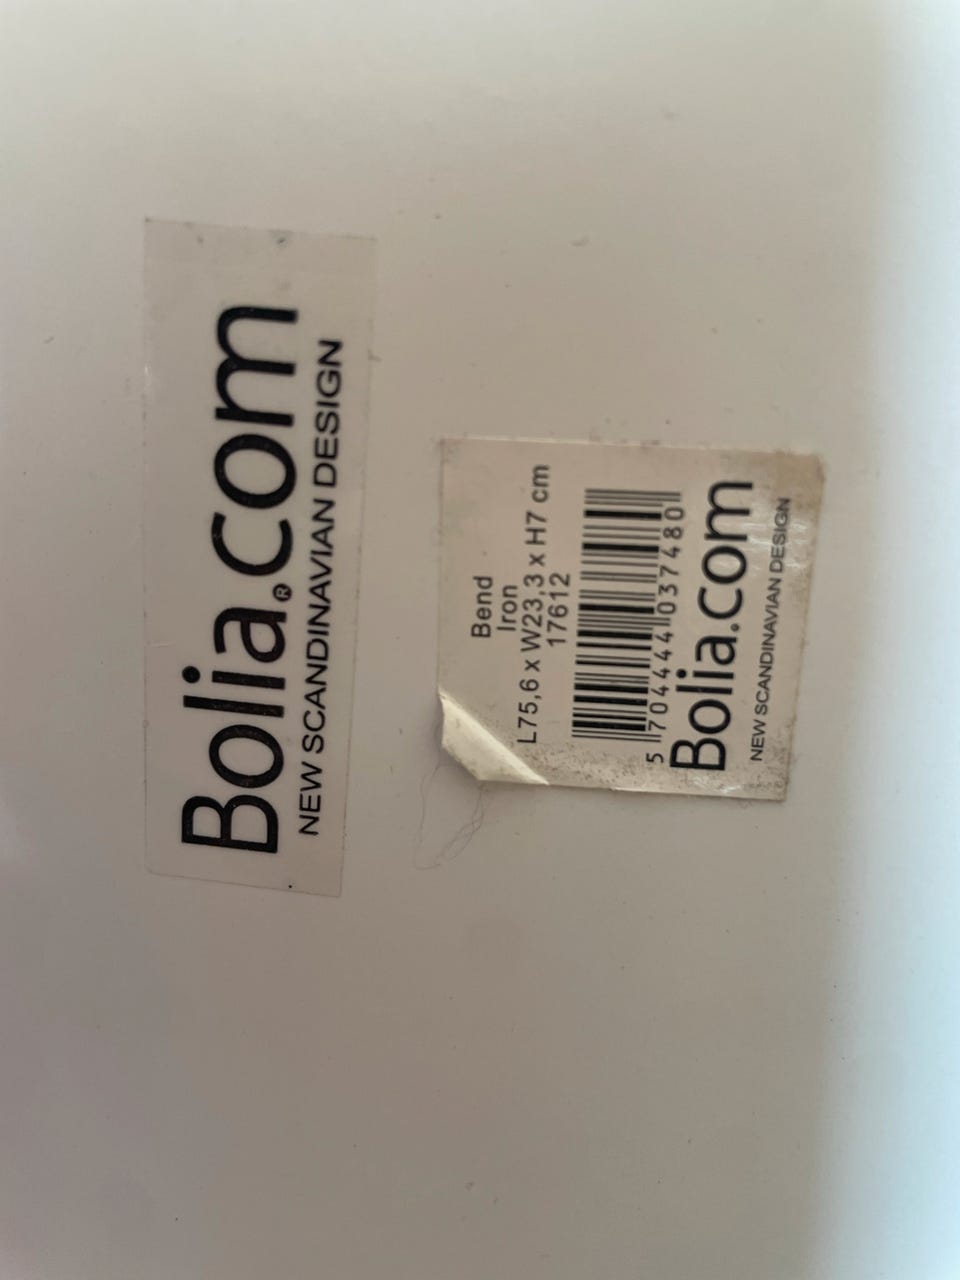 Bolia.com®
NEW SCANDINAVIAN DESIGN
Bend
Iron
L75,6 x W23,3 x H7 cm
17612
5 704444 037480
Bolia.com
NEW SCANDINAVIAN DESIGN